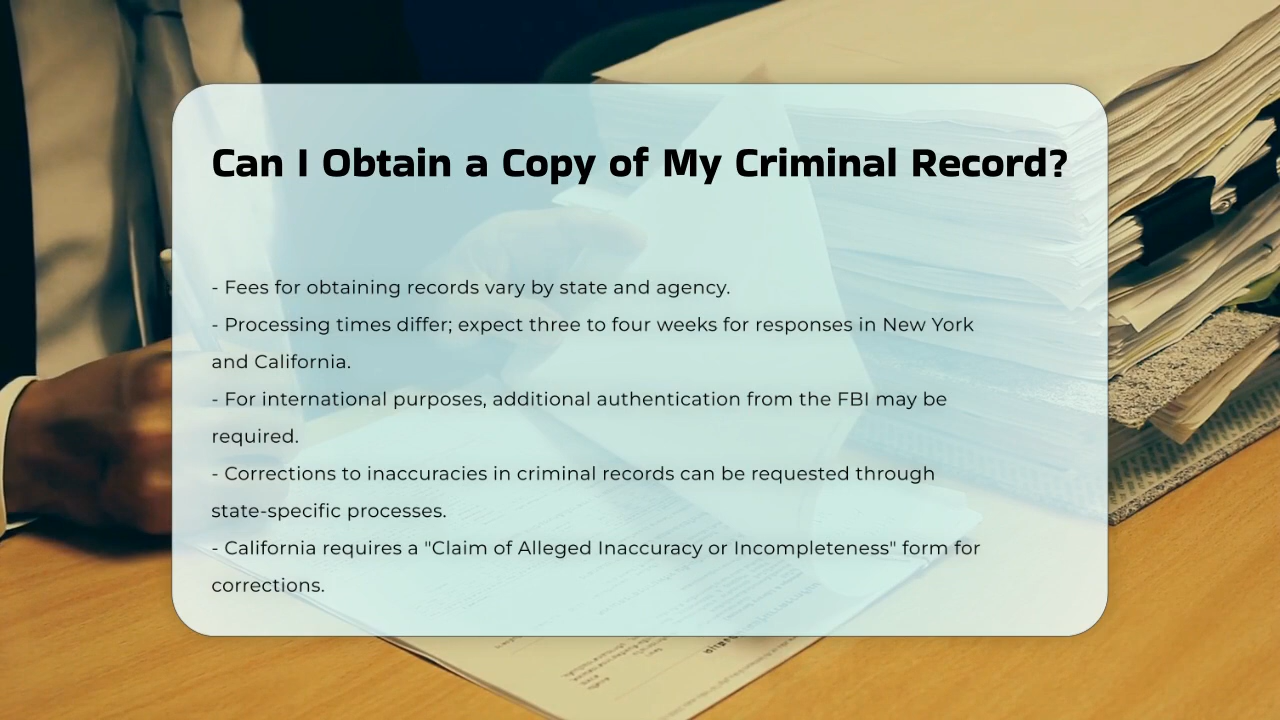 Can I Obtain a Copy of My Criminal Record?
- Fees for obtaining records vary by state and agency.
- Processing times differ; expect three to four weeks for responses in New York
and California.
- For international purposes, additional authentication from the FBI may be
required.
- Corrections to inaccuracies in criminal records can be requested through
state-specific processes.
- California requires a "Claim of Alleged Inaccuracy or Incompleteness" form for
corrections.